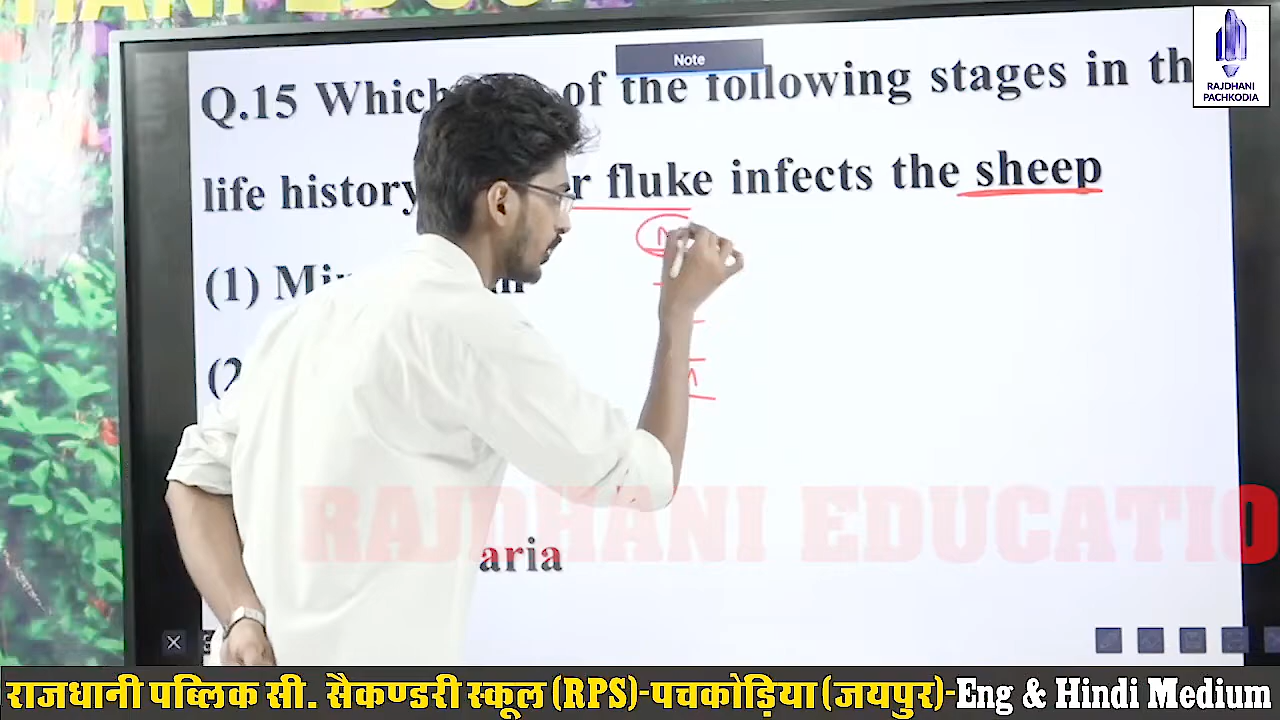 Note
RAJDHANI
PACHKODIA
Q.15 Which of the following stages in th
life history r fluke infects the sheep
(1) Mir
(2
aria
RAJDHANI EDUCATIO
राजधानी पब्लिक सी. सैकण्डरी स्कूल (RPS)-पचकोड़िया (जयपुर)-Eng & Hindi Medium